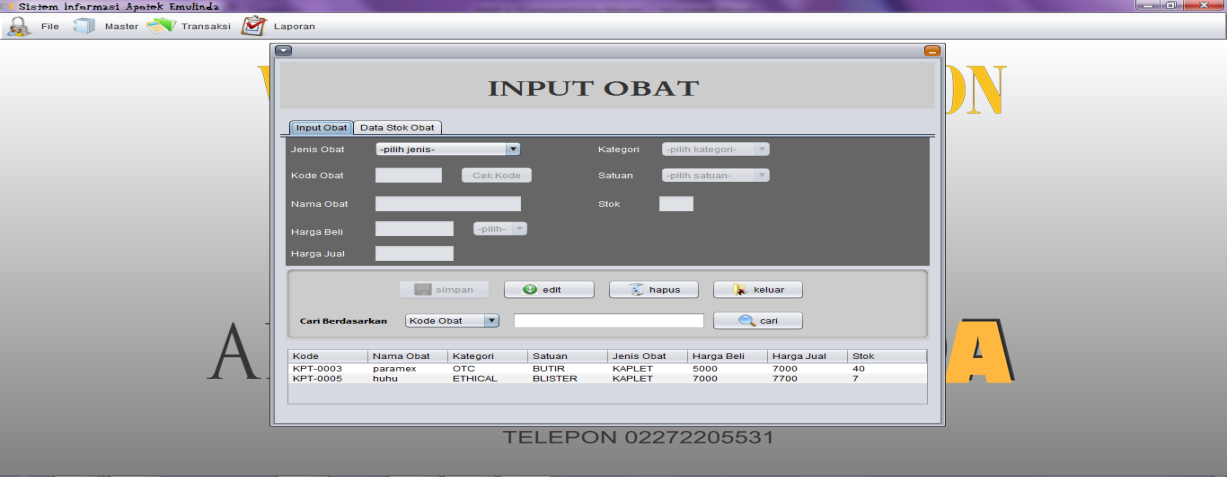 Sistem Informasi Apotek Emulinda
File Master Transaksi Laporan
INPUT OBAT
Input Obat Data Stok Obat
Jenis Obat -pilih jenis- Kategori -pilih kategori-
Kode Obat Cek Kode Satuan -pilih satuan-
Nama Obat Stok
Harga Beli -pilih-
Harga Jual
simpan edit hapus keluar
Cari Berdasarkan Kode Obat cari
Kode Nama Obat Kategori Satuan Jenis Obat Harga Beli Harga Jual Stok
KPT-0003 paramex OTC BUTIR KAPLET 5000 7000 40
KPT-0005 huhu ETHICAL BLISTER KAPLET 7000 7700 7
TELEPON 02272205531